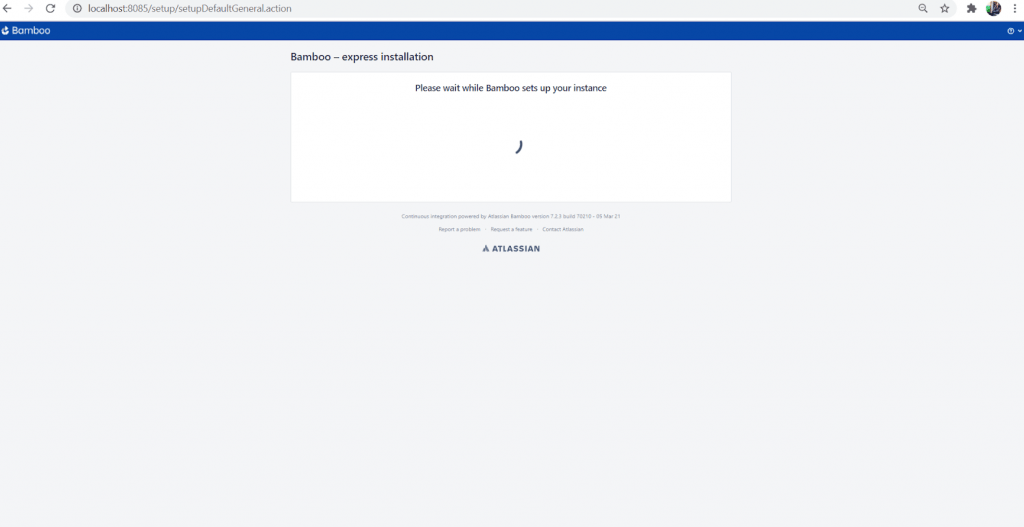 localhost:8085/setup/setupDefaultGeneral.action
Bamboo
Bamboo – express installation
Please wait while Bamboo sets up your instance
Continuous integration powered by Atlassian Bamboo version 7.2.3 build 70210 – 05 Mar 21
Report a problem · Request a feature · Contact Atlassian
ATLASSIAN